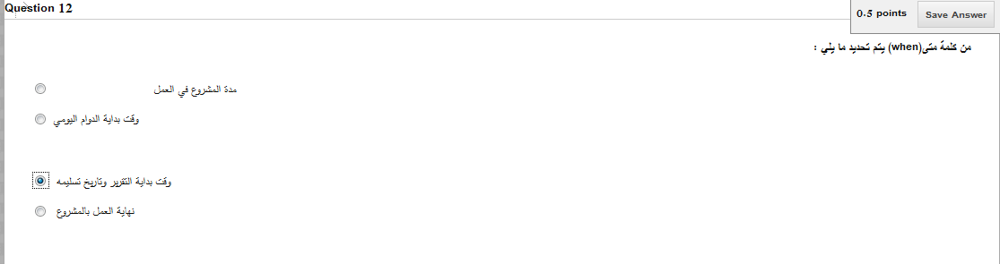 Question 12
0.5 points
Save Answer
من كلمة متى(when) يتم تحديد ما يلي :
مدة المشروع في العمل
وقت بداية الدوام اليومي
وقت بداية التقرير وتاريخ تسليمه
نهاية العمل بالمشروع